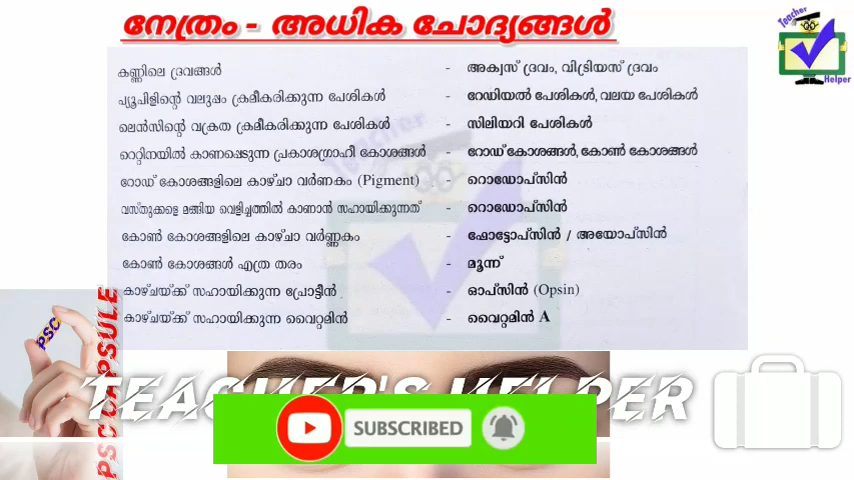 നേത്രം - അധിക ചോദ്യങ്ങൾ
Teacher
Helper
കണ്ണിലെ ദ്രവങ്ങൾ - അക്വസ് ദ്രവം, വിട്രിയസ് ദ്രവം
പ്യൂപിളിന്റെ വലുപ്പം ക്രമീകരിക്കുന്ന പേശികൾ - റേഡിയൽ പേശികൾ, വലയ പേശികൾ
ലെൻസിന്റെ വക്രത ക്രമീകരിക്കുന്ന പേശികൾ - സിലിയറി പേശികൾ
റെറ്റിനയിൽ കാണപ്പെടുന്ന പ്രകാശഗ്രാഹീ കോശങ്ങൾ - റോഡ് കോശങ്ങൾ, കോൺ കോശങ്ങൾ
റോഡ് കോശങ്ങളിലെ കാഴ്ചാ വർണകം (Pigment) - റൊഡോപ്സിൻ
വസ്തുക്കളെ മങ്ങിയ വെളിച്ചത്തിൽ കാണാൻ സഹായിക്കുന്നത് - റൊഡോപ്സിൻ
കോൺ കോശങ്ങളിലെ കാഴ്ചാ വർണ്ണകം - ഫോട്ടോപ്സിൻ / അയോപ്സിൻ
കോൺ കോശങ്ങൾ എത്ര തരം - മൂന്ന്
കാഴ്ചയ്ക്ക് സഹായിക്കുന്ന പ്രോട്ടീൻ - ഓപ്സിൻ (Opsin)
കാഴ്ചയ്ക്ക് സഹായിക്കുന്ന വൈറ്റമിൻ - വൈറ്റമിൻ A
Teacher
PSC
PSC CAPSULE
TEACHER'S HELPER
SUBSCRIBED